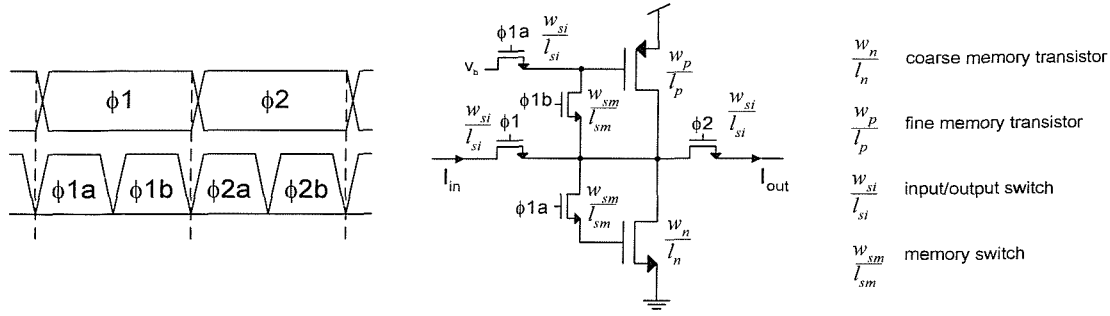 ϕ1 ϕ2
ϕ1a ϕ1b ϕ2a ϕ2b
ϕ1a w_si/l_si
w_p/l_p
ϕ1b w_sm/l_sm
w_si/l_si ϕ1
ϕ2 w_si/l_si
I_in
I_out
ϕ1a w_sm/l_sm
w_n/l_n
w_n/l_n coarse memory transistor
w_p/l_p fine memory transistor
w_si/l_si input/output switch
w_sm/l_sm memory switch